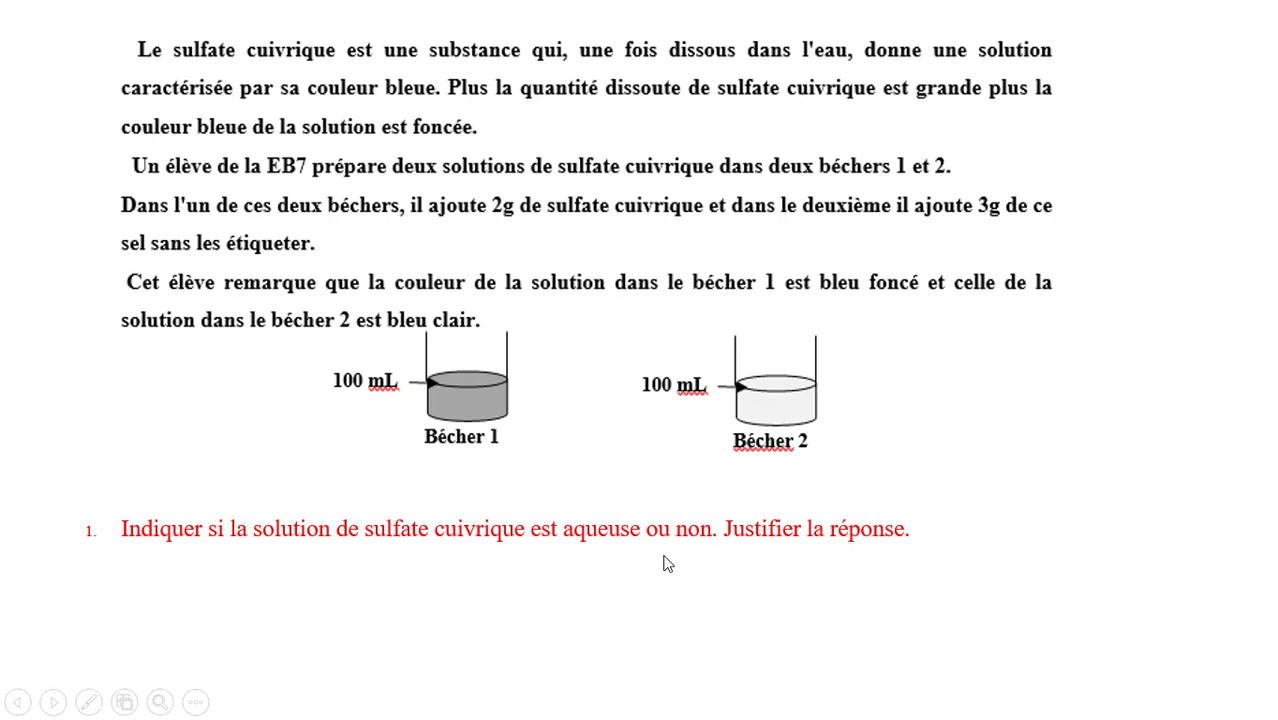 Le sulfate cuivrique est une substance qui, une fois dissous dans l'eau, donne une solution
caractérisée par sa couleur bleue. Plus la quantité dissoute de sulfate cuivrique est grande plus la
couleur bleue de la solution est foncée.
Un élève de la EB7 prépare deux solutions de sulfate cuivrique dans deux béchers 1 et 2.
Dans l'un de ces deux béchers, il ajoute 2g de sulfate cuivrique et dans le deuxième il ajoute 3g de ce
sel sans les étiqueter.
Cet élève remarque que la couleur de la solution dans le bécher 1 est bleu foncé et celle de la
solution dans le bécher 2 est bleu clair.
100 mL
100 mL
Bécher 1
Bécher 2
1. Indiquer si la solution de sulfate cuivrique est aqueuse ou non. Justifier la réponse.